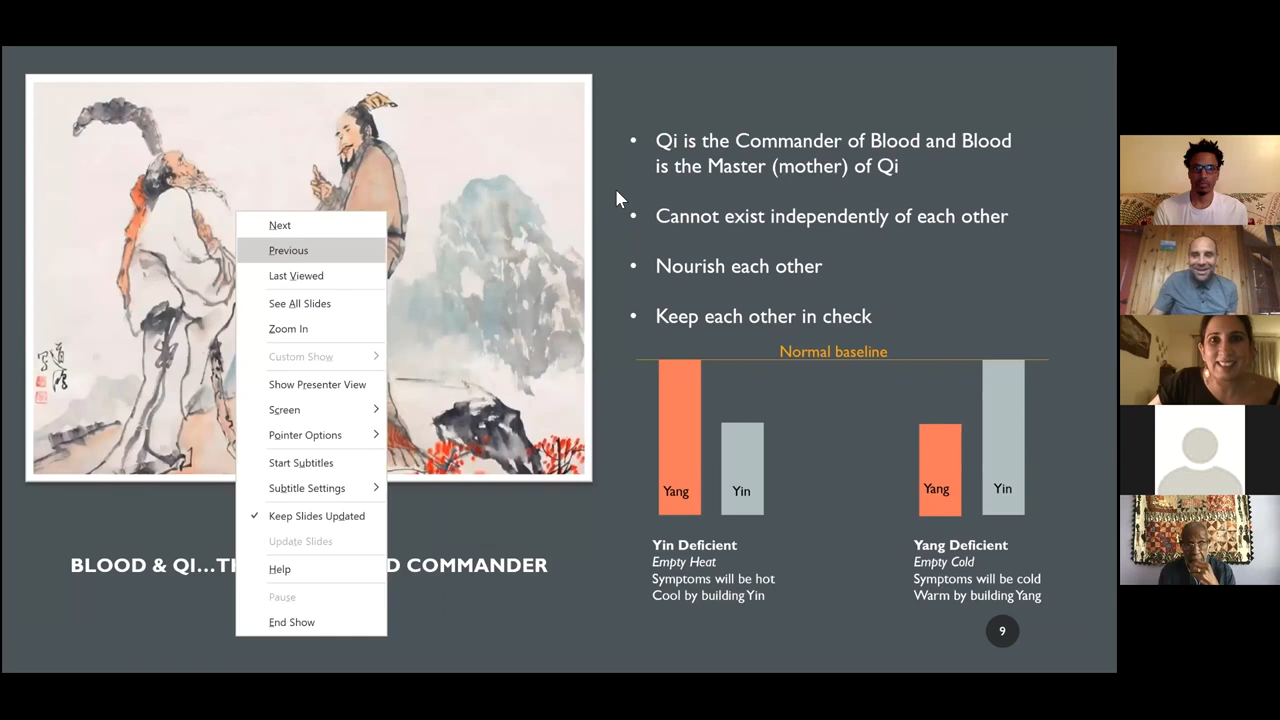 Qi is the Commander of Blood and Blood
is the Master (mother) of Qi
Cannot exist independently of each other
Nourish each other
Keep each other in check
Normal baseline
Yang
Yin
Yang
Yin
Yin Deficient
Empty Heat
Symptoms will be hot
Cool by building Yin
Yang Deficient
Empty Cold
Symptoms will be cold
Warm by building Yang
9
BLOOD & QI...
COMMANDER
Next
Previous
Last Viewed
See All Slides
Zoom In
Custom Show
Show Presenter View
Screen
Pointer Options
Start Subtitles
Subtitle Settings
Keep Slides Updated
Update Slides
Help
Pause
End Show